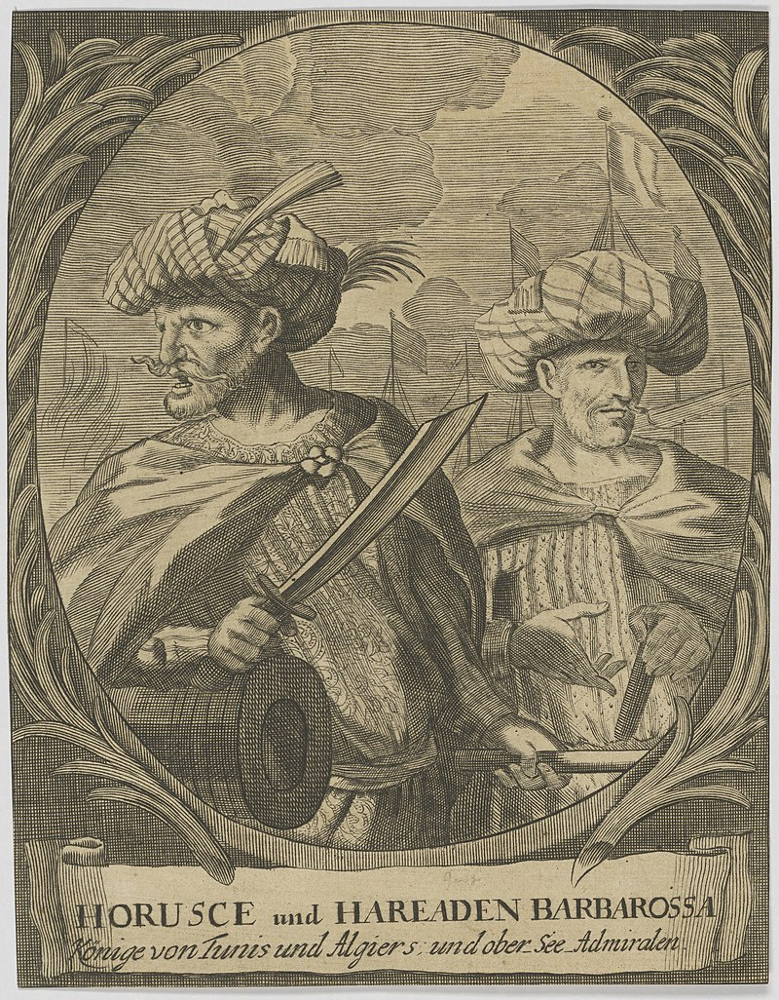 HORUSCE und HAREADEN BARBAROSSA
Könige von Tunis und Algiers. und ober-See-Admiralen.